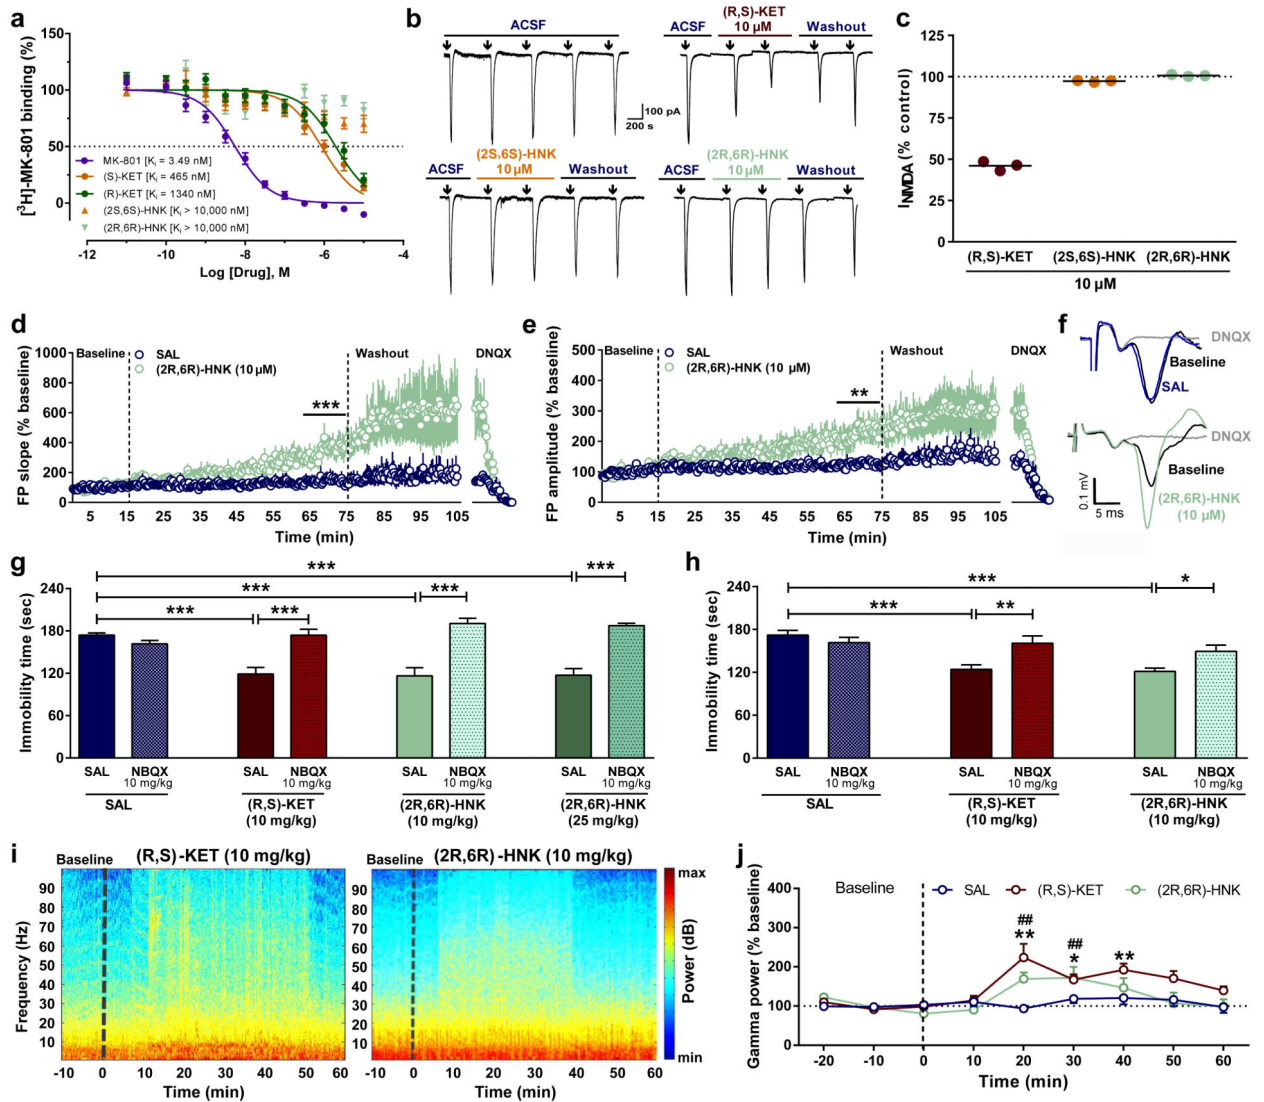 a
[³H]-MK-801 binding (%)
150
100
50
0
MK-801 [Ki = 3.49 nM]
(S)-KET [Ki = 465 nM]
(R)-KET [Ki = 1340 nM]
(2S,6S)-HNK [Ki > 10,000 nM]
(2R,6R)-HNK [Ki > 10,000 nM]
-12 -10 -8 -6 -4
Log [Drug], M
b
ACSF
(R,S)-KET
ACSF 10 µM Washout
100 pA
200 s
(2S,6S)-HNK
ACSF 10µM Washout
(2R,6R)-HNK
ACSF 10 µM Washout
c
INMDA (% control)
125
100
75
50
25
0
(R,S)-KET (2S,6S)-HNK (2R,6R)-HNK
10 µM
d
FP slope (% baseline)
1000
800
600
400
200
0
Baseline
SAL
(2R,6R)-HNK (10 µM)
Washout
DNQX
***
5 15 25 35 45 55 65 75 85 95 105
Time (min)
e
FP amplitude (% baseline)
500
400
300
200
100
0
Baseline
SAL
(2R,6R)-HNK (10 µM)
Washout
DNQX
**
5 15 25 35 45 55 65 75 85 95 105
Time (min)
f
DNQX
Baseline
SAL
DNQX
Baseline
(2R,6R)-HNK
(10 µM)
0.1 mV
5 ms
g
Immobility time (sec)
240
180
120
60
0
*** ***
*** ***
*** ***
SAL NBQX SAL NBQX SAL NBQX SAL NBQX
10 mg/kg 10 mg/kg 10 mg/kg 10 mg/kg
SAL (R,S)-KET (2R,6R)-HNK (2R,6R)-HNK
(10 mg/kg) (10 mg/kg) (25 mg/kg)
h
Immobility time (sec)
240
180
120
60
0
*** *
*** **
SAL NBQX SAL NBQX SAL NBQX
10 mg/kg 10 mg/kg 10 mg/kg
SAL (R,S)-KET (2R,6R)-HNK
(10 mg/kg) (10 mg/kg)
i
Baseline (R,S)-KET (10 mg/kg)
Frequency (Hz)
90
80
70
60
50
40
30
20
10
-10 0 10 20 30 40 50 60
Time (min)
Baseline (2R,6R)-HNK (10 mg/kg)
90
80
70
60
50
40
30
20
10
-10 0 10 20 30 40 50 60
Time (min)
max
Power (dB)
min
j
Gamma power (% baseline)
400
300
200
100
0
Baseline
SAL (R,S)-KET (2R,6R)-HNK
## ##
** * **
-20 -10 0 10 20 30 40 50 60
Time (min)